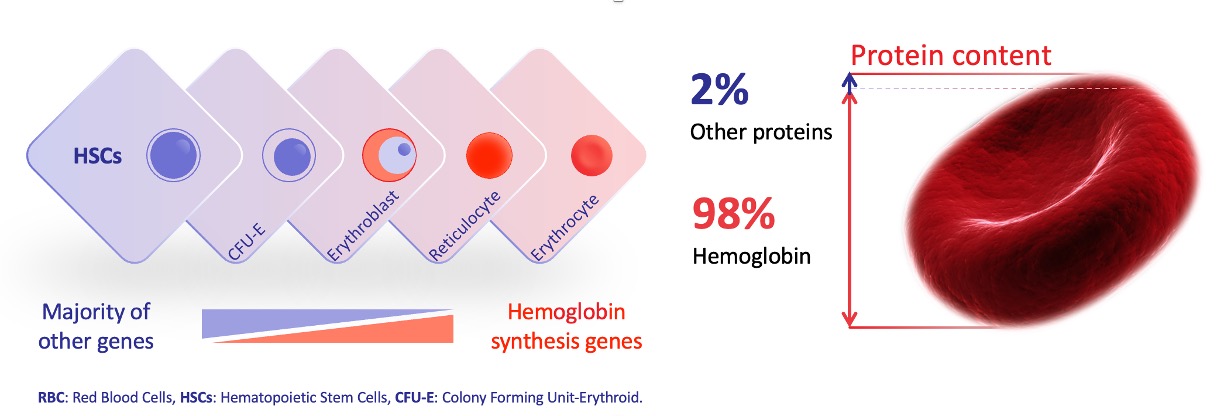 HSCs
CFU-E
Erythroblast
Reticulocyte
Erythrocyte
Majority of
other genes
Hemoglobin
synthesis genes
RBC: Red Blood Cells, HSCs: Hematopoietic Stem Cells, CFU-E: Colony Forming Unit-Erythroid.
Protein content
2%
Other proteins
98%
Hemoglobin